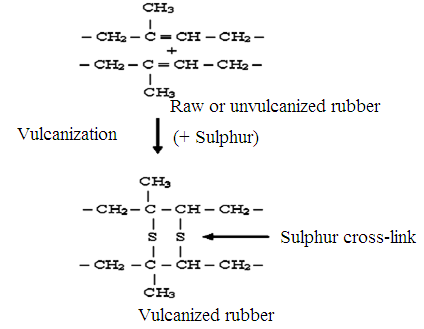 CH₃
– CH₂ – C = CH – CH₂ –
+
– CH₂ – C = CH – CH₂ –
CH₃
Raw or unvulcanized rubber
Vulcanization
(+ Sulphur)
CH₃
– CH₂ – C – CH – CH₂ –
S S
Sulphur cross-link
– CH₂ – C – CH – CH₂ –
CH₃
Vulcanized rubber